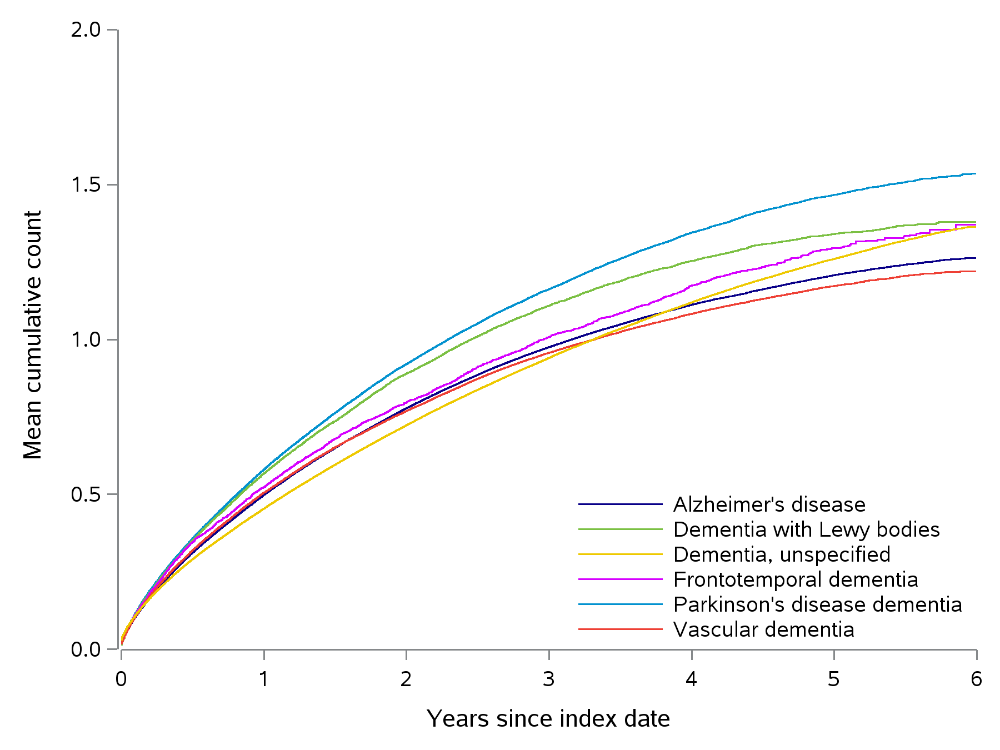 2.0
1.5
1.0
0.5
0.0
Mean cumulative count
0 1 2 3 4 5 6
Years since index date
Alzheimer's disease
Dementia with Lewy bodies
Dementia, unspecified
Frontotemporal dementia
Parkinson's disease dementia
Vascular dementia